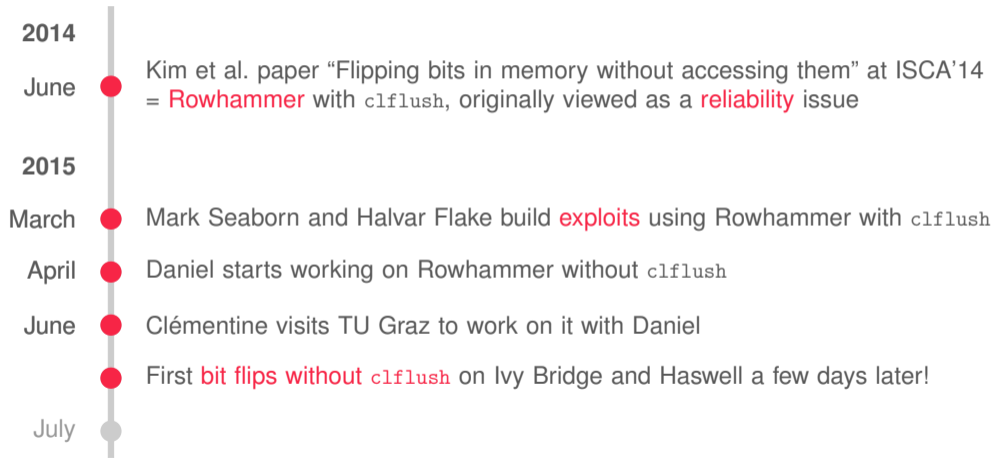 2014
June
Kim et al. paper “Flipping bits in memory without accessing them” at ISCA’14
= Rowhammer with clflush, originally viewed as a reliability issue
2015
March
Mark Seaborn and Halvar Flake build exploits using Rowhammer with clflush
April
Daniel starts working on Rowhammer without clflush
June
Clémentine visits TU Graz to work on it with Daniel
First bit flips without clflush on Ivy Bridge and Haswell a few days later!
July